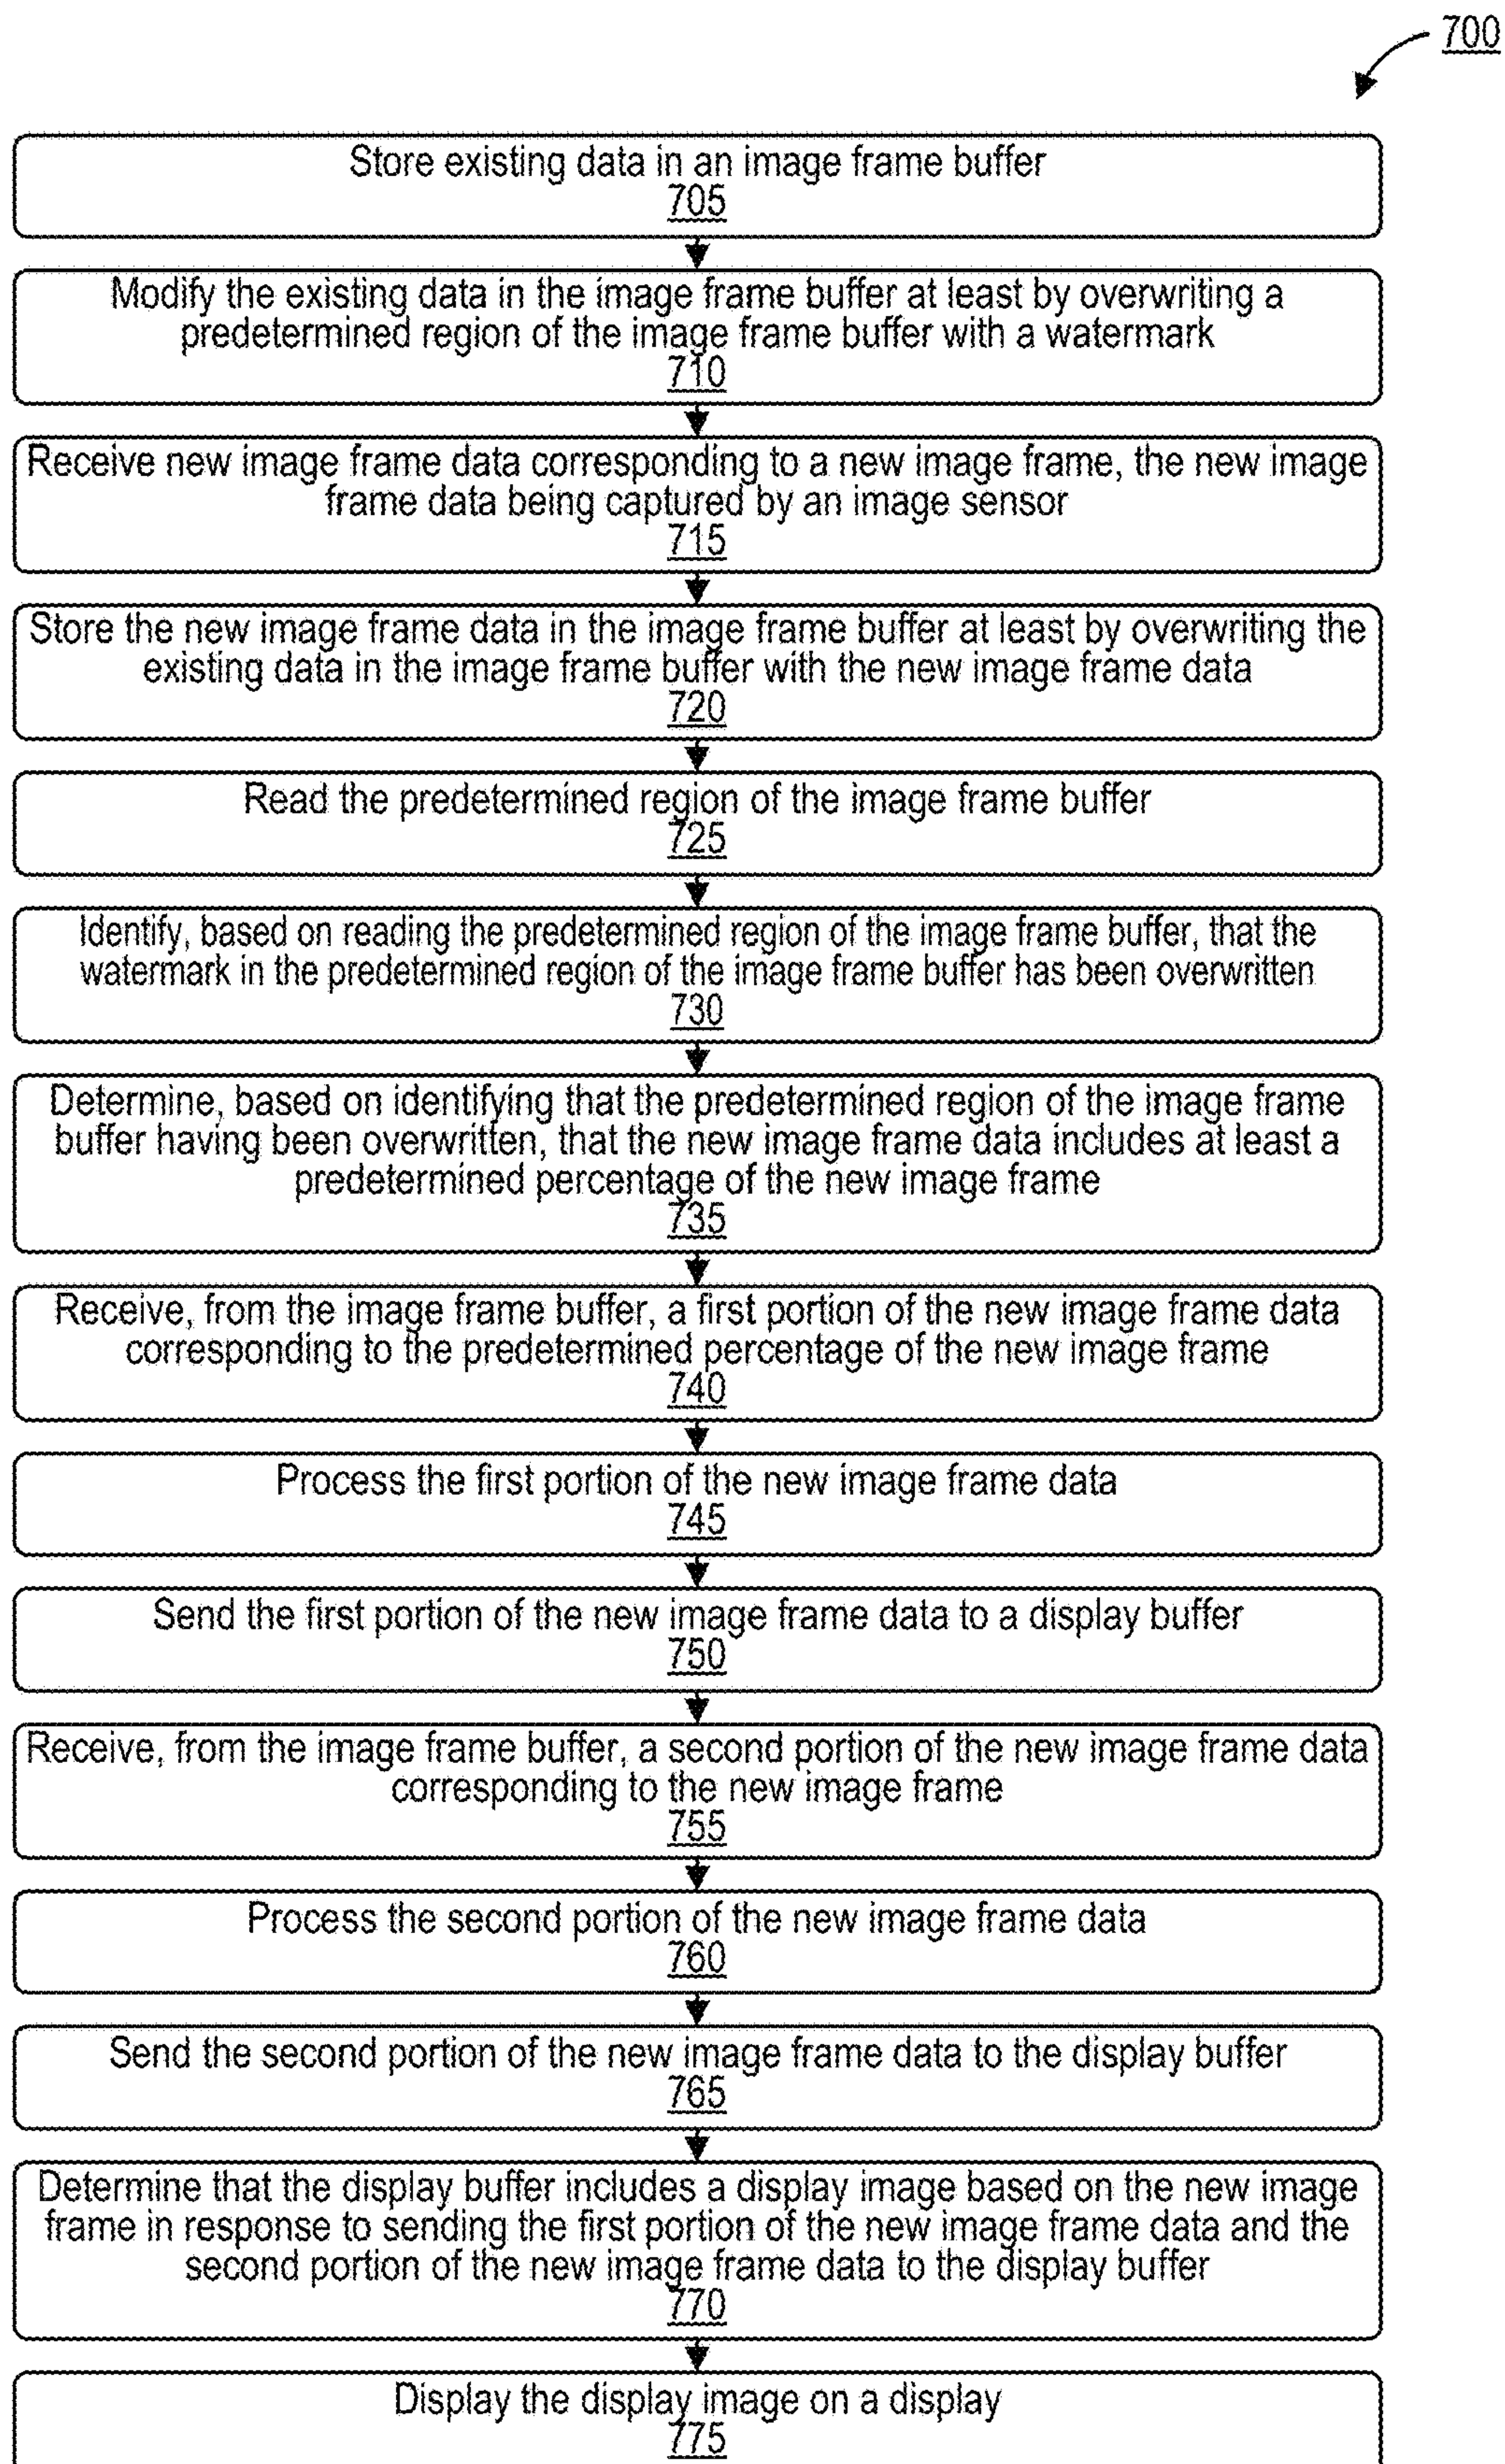 700
Store existing data in an image frame buffer
705
Modify the existing data in the image frame buffer at least by overwriting a
predetermined region of the image frame buffer with a watermark
710
Receive new image frame data corresponding to a new image frame, the new image
frame data being captured by an image sensor
715
Store the new image frame data in the image frame buffer at least by overwriting the
existing data in the image frame buffer with the new image frame data
720
Read the predetermined region of the image frame buffer
725
Identify, based on reading the predetermined region of the image frame buffer, that the
watermark in the predetermined region of the image frame buffer has been overwritten
730
Determine, based on identifying that the predetermined region of the image frame
buffer having been overwritten, that the new image frame data includes at least a
predetermined percentage of the new image frame
735
Receive, from the image frame buffer, a first portion of the new image frame data
corresponding to the predetermined percentage of the new image frame
740
Process the first portion of the new image frame data
745
Send the first portion of the new image frame data to a display buffer
750
Receive, from the image frame buffer, a second portion of the new image frame data
corresponding to the new image frame
755
Process the second portion of the new image frame data
760
Send the second portion of the new image frame data to the display buffer
765
Determine that the display buffer includes a display image based on the new image
frame in response to sending the first portion of the new image frame data and the
second portion of the new image frame data to the display buffer
770
Display the display image on a display
775